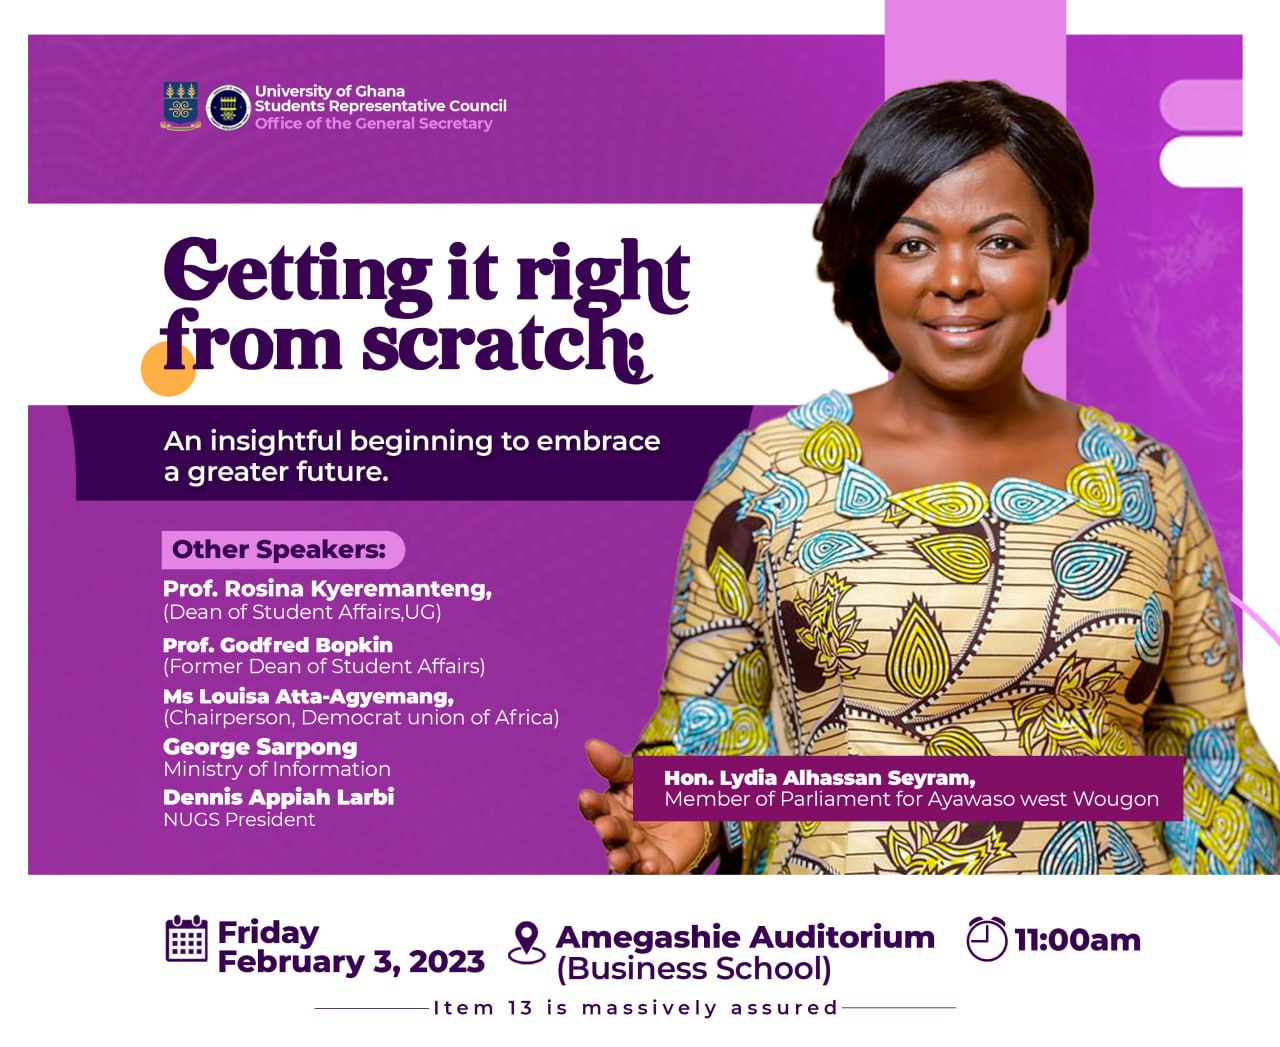 University of Ghana
Students Representative Council
Office of the General Secretary
Getting it right
from scratch;
An insightful beginning to embrace
a greater future.
Other Speakers:
Prof. Rosina Kyeremanteng,
(Dean of Student Affairs,UG)
Prof. Godfred Bopkin
(Former Dean of Student Affairs)
Ms Louisa Atta-Agyemang,
(Chairperson, Democrat union of Africa)
George Sarpong
Ministry of Information
Dennis Appiah Larbi
NUGS President
Hon. Lydia Alhassan Seyram,
Member of Parliament for Ayawaso west Wougon
Friday
February 3, 2023
Amegashie Auditorium
(Business School)
11:00am
Item 13 is massively assured